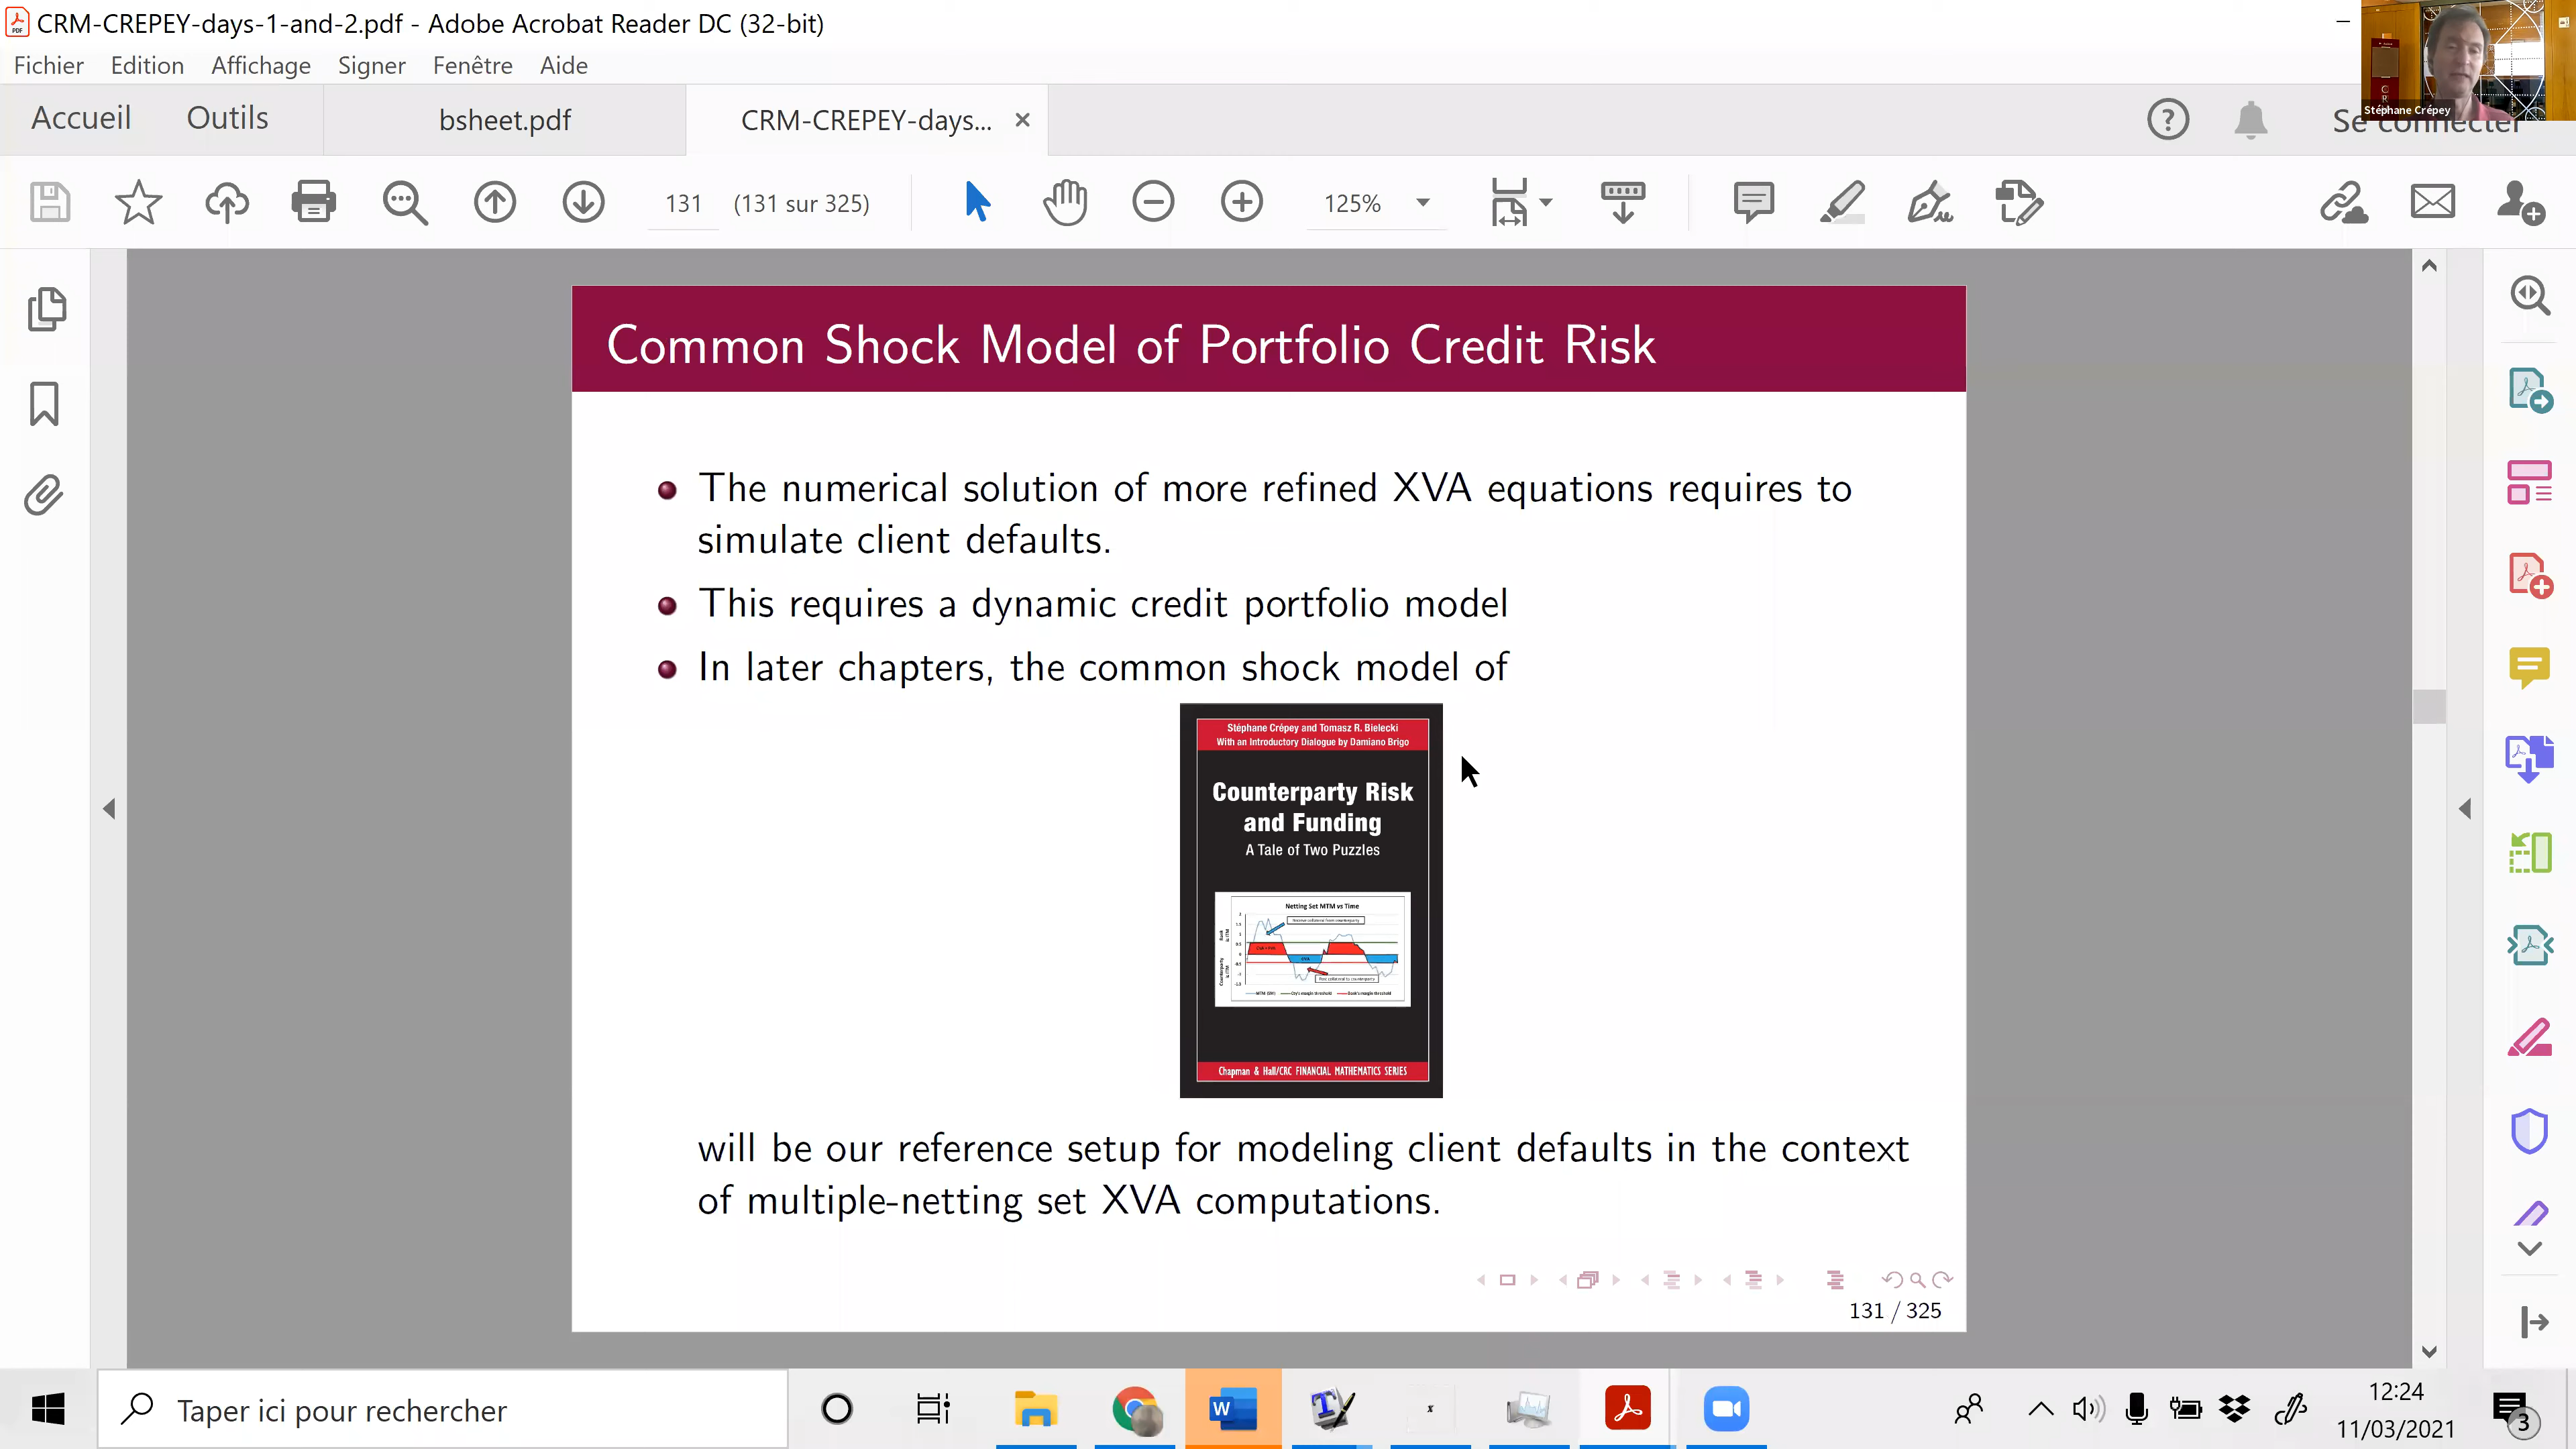 CRM-CREPEY-days-1-and-2.pdf - Adobe Acrobat Reader DC (32-bit)
Fichier Edition Affichage Signer Fenêtre Aide
Stéphane Crépey
Accueil Outils bsheet.pdf CRM-CREPEY-days... Se connecter
131 (131 sur 325) 125%
Common Shock Model of Portfolio Credit Risk
The numerical solution of more refined XVA equations requires to
simulate client defaults.
This requires a dynamic credit portfolio model
In later chapters, the common shock model of
Stéphane Crépey and Tomasz R. Bielecki
With an Introductory Dialogue by Damiano Brigo
Counterparty Risk
and Funding
A Tale of Two Puzzles
Netting Set MTM vs Time
Chapman & Hall/CRC FINANCIAL MATHEMATICS SERIES
will be our reference setup for modeling client defaults in the context
of multiple-netting set XVA computations.
131 / 325
Taper ici pour rechercher
12:24
11/03/2021
3